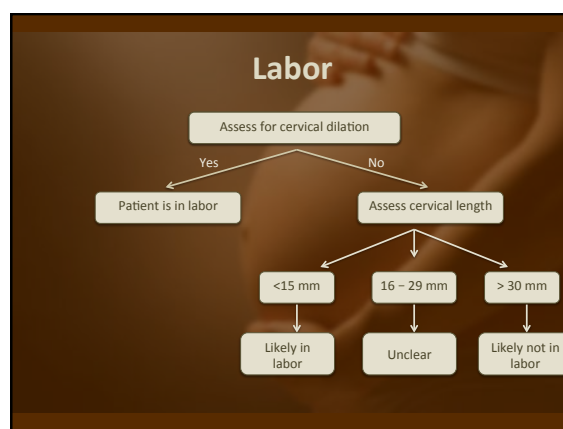 Labor
Assess for cervical dilation
Yes
No
Patient is in labor
Assess cervical length
<15 mm
16 – 29 mm
> 30 mm
Likely in
labor
Unclear
Likely not in
labor